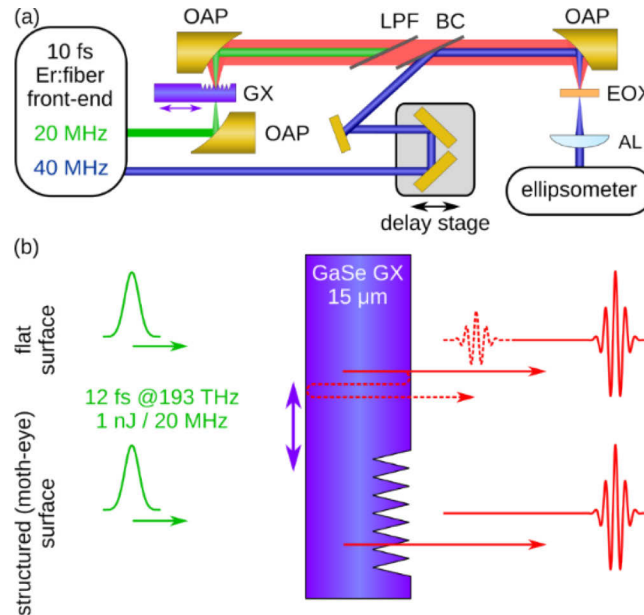 (a)
OAP
LPF
BC
OAP
10 fs
Er:fiber
front-end
20 MHz
40 MHz
GX
OAP
EOX
AL
ellipsometer
delay stage
(b)
GaSe GX
15 µm
flat
surface
12 fs @193 THz
1 nJ / 20 MHz
structured (moth-eye)
surface